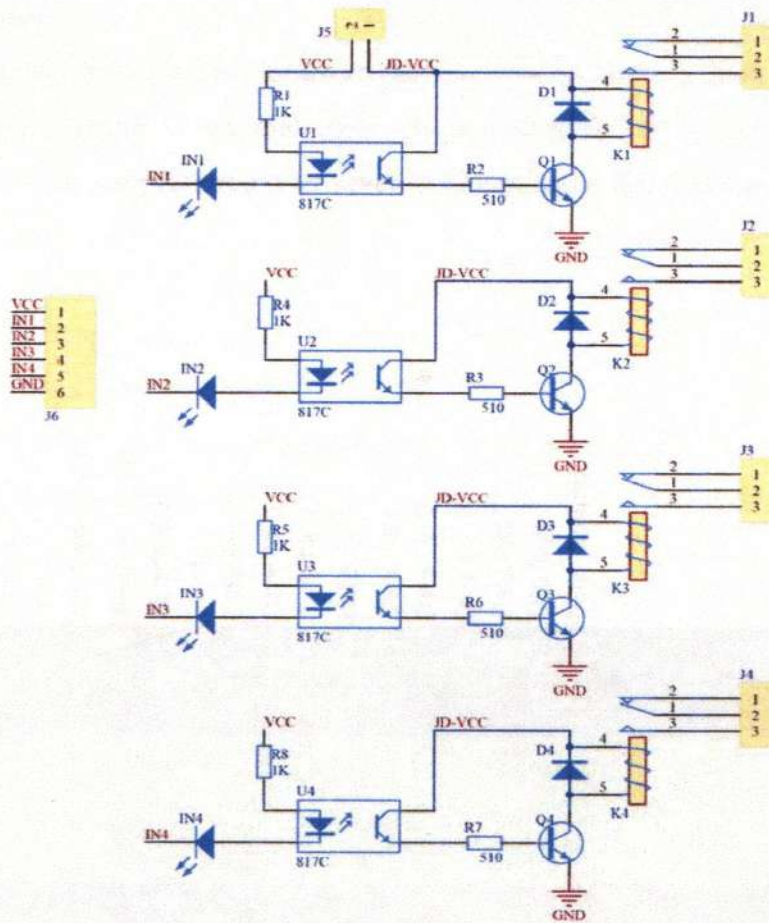 J5
2 1
VCC
JD-VCC
R1
1K
U1
817C
IN1
IN1
R2
510
D1
Q1
GND
4
5
K1
J1
2
1
3
1
2
3
VCC
JD-VCC
R4
1K
U2
817C
IN2
IN2
R3
510
D2
Q2
GND
4
5
K2
J2
2
1
3
1
2
3
VCC 1
IN1 2
IN2 3
IN3 4
IN4 5
GND 6
J6
VCC
JD-VCC
R5
1K
U3
817C
IN3
IN3
R6
510
D3
Q3
GND
4
5
K3
J3
2
1
3
1
2
3
VCC
JD-VCC
R8
1K
U4
817C
IN4
IN4
R7
510
D4
Q4
GND
4
5
K4
J4
2
1
3
1
2
3